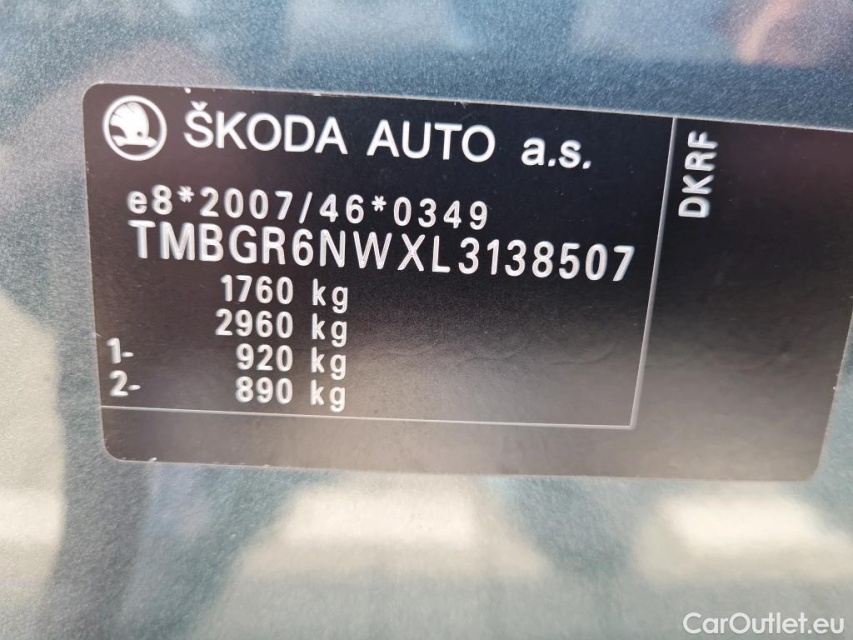 ŠKODA AUTO a.s.
e8*2007/46*0349
TMBGR6NWXL3138507
1760 kg
2960 kg
1- 920 kg
2- 890 kg
DKRF
CarOutlet.eu